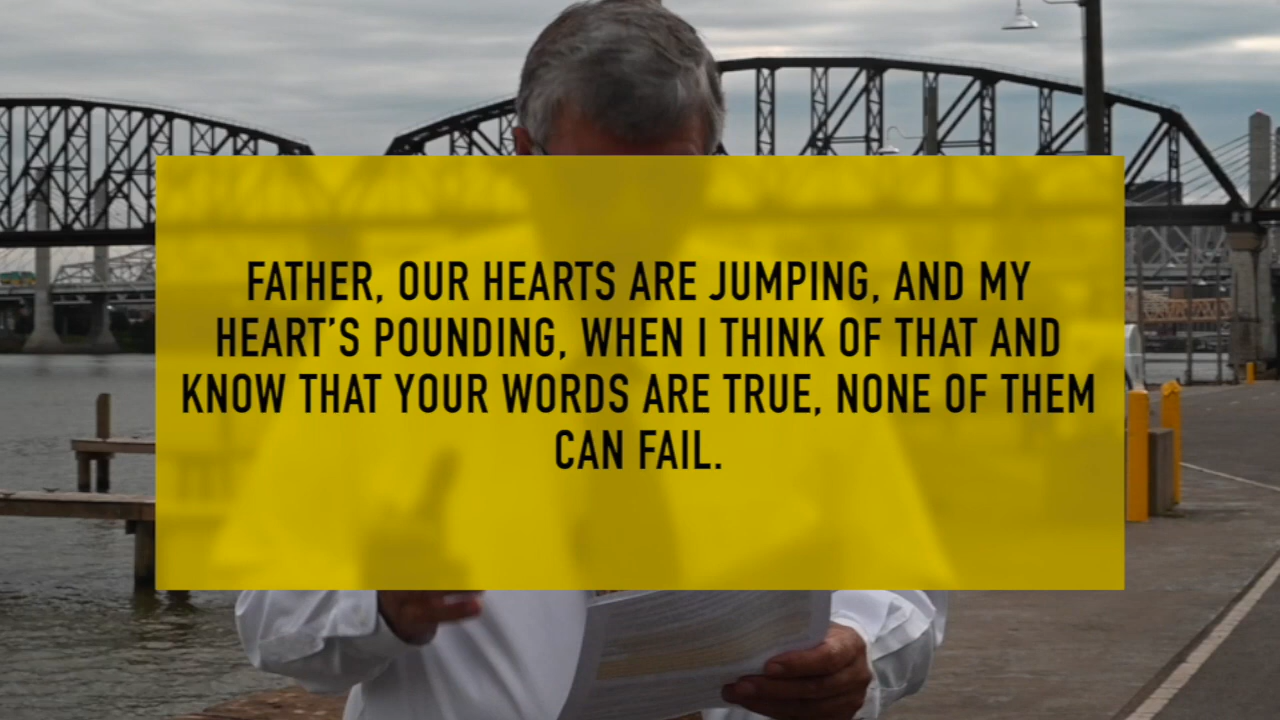 FATHER, OUR HEARTS ARE JUMPING, AND MY
HEART'S POUNDING, WHEN I THINK OF THAT AND
KNOW THAT YOUR WORDS ARE TRUE, NONE OF THEM
CAN FAIL.